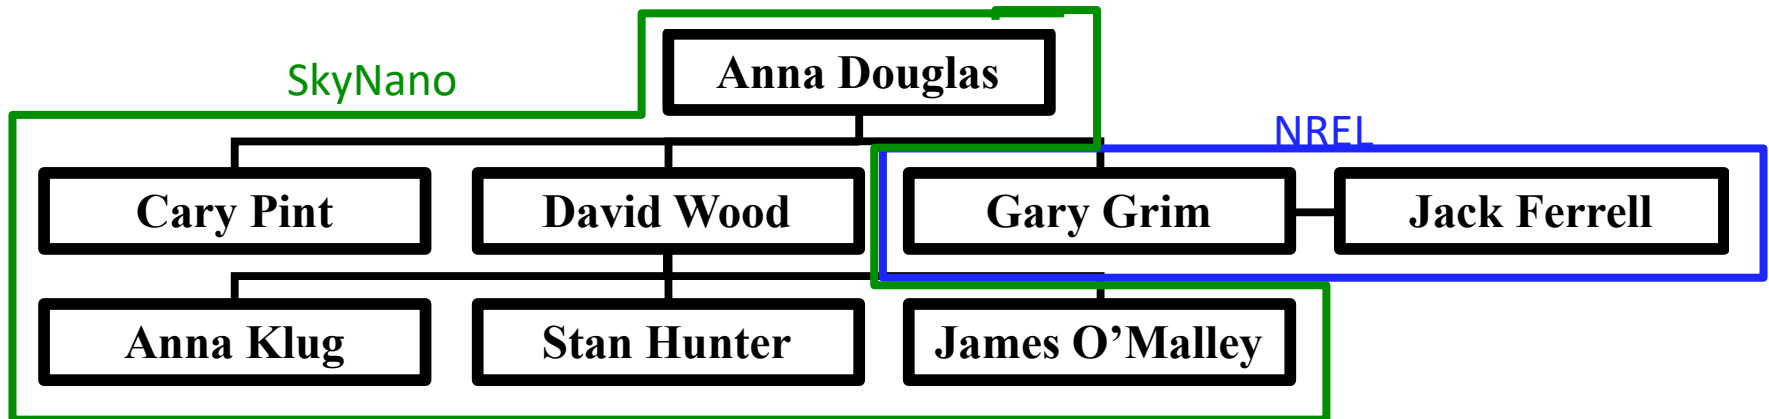 Anna Douglas
SkyNano
NREL
Cary Pint
David Wood
Gary Grim
Jack Ferrell
Anna Klug
Stan Hunter
James O’Malley